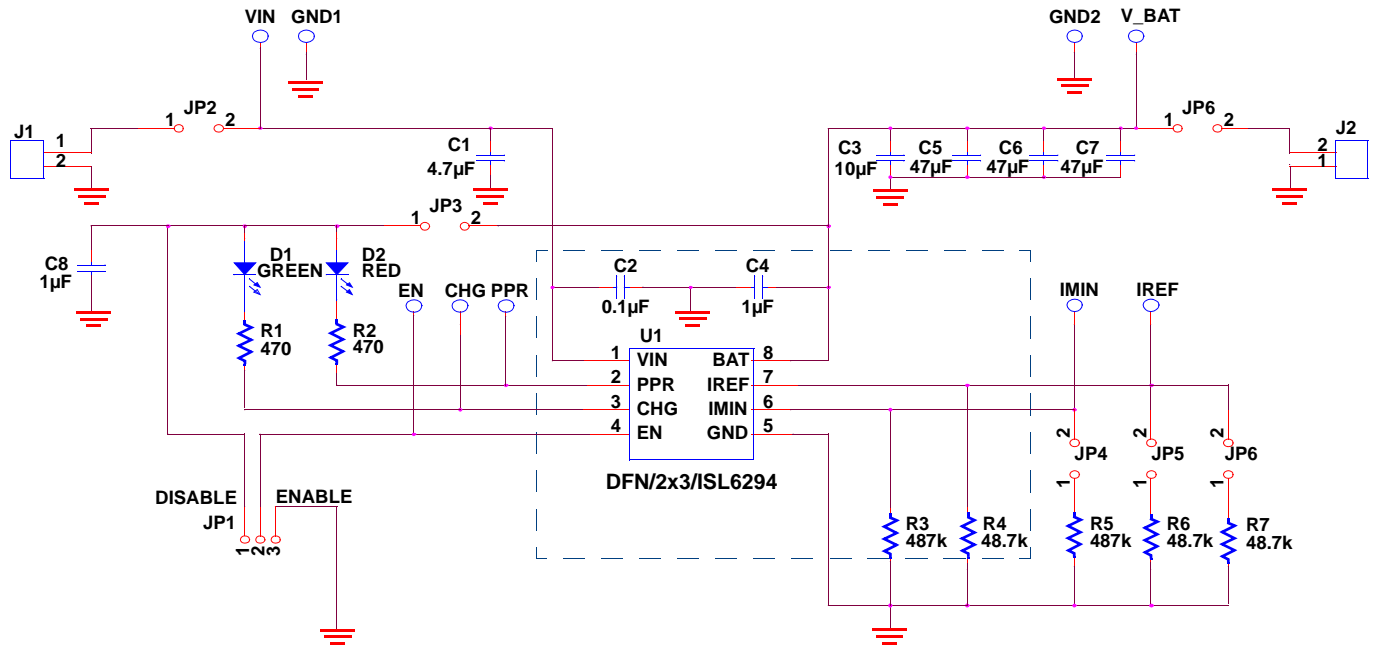 VIN GND1 GND2 V_BAT
JP2 JP6
1 2 1 2
J1 J2
1 2
2 1
C1
4.7µF
C3
10µF
C5
47µF
C6
47µF
C7
47µF
JP3
1 2
C8
1µF
D1
GREEN
D2
RED
EN CHG PPR
C2
0.1µF
C4
1µF
IMIN IREF
R1
470
R2
470
U1
1 VIN BAT 8
2 PPR IREF 7
3 CHG IMIN 6
4 EN GND 5
DFN/2x3/ISL6294
2 2 2
JP4 JP5 JP6
1 1 1
DISABLE ENABLE
JP1
1 2 3
R3
487k
R4
48.7k
R5
487k
R6
48.7k
R7
48.7k